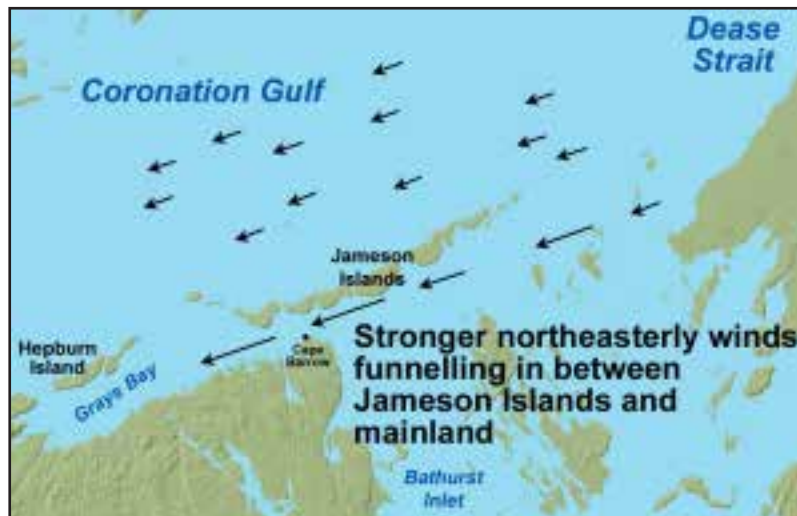 Dease
Strait
Coronation Gulf
Jameson
Islands
Hepburn
Island
Cape
Barrow
Grays Bay
Stronger northeasterly winds
funnelling in between
Jameson Islands and
mainland
Bathurst
Inlet